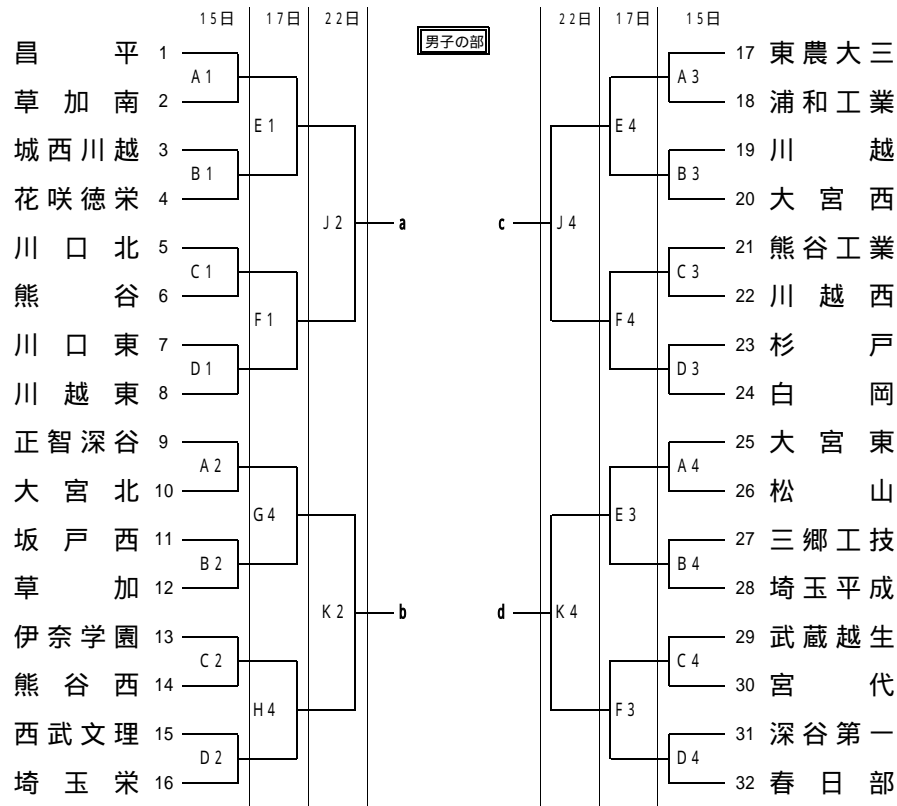 15日 17日 22日 男子の部 22日 17日 15日
昌平 1 17 東農大三
A1 A3
草加南 2 18 浦和工業
E1 E4
城西川越 3 19 川越
B1 B3
花咲徳栄 4 20 大宮西
J2 a c J4
川口北 5 21 熊谷工業
C1 C3
熊谷 6 22 川越西
F1 F4
川口東 7 23 杉戸
D1 D3
川越東 8 24 白岡
正智深谷 9 25 大宮東
A2 A4
大宮北 10 26 松山
G4 E3
坂戸西 11 27 三郷工技
B2 B4
草加 12 28 埼玉平成
K2 b d K4
伊奈学園 13 29 武蔵越生
C2 C4
熊谷西 14 30 宮代
H4 F3
西武文理 15 31 深谷第一
D2 D4
埼玉栄 16 32 春日部